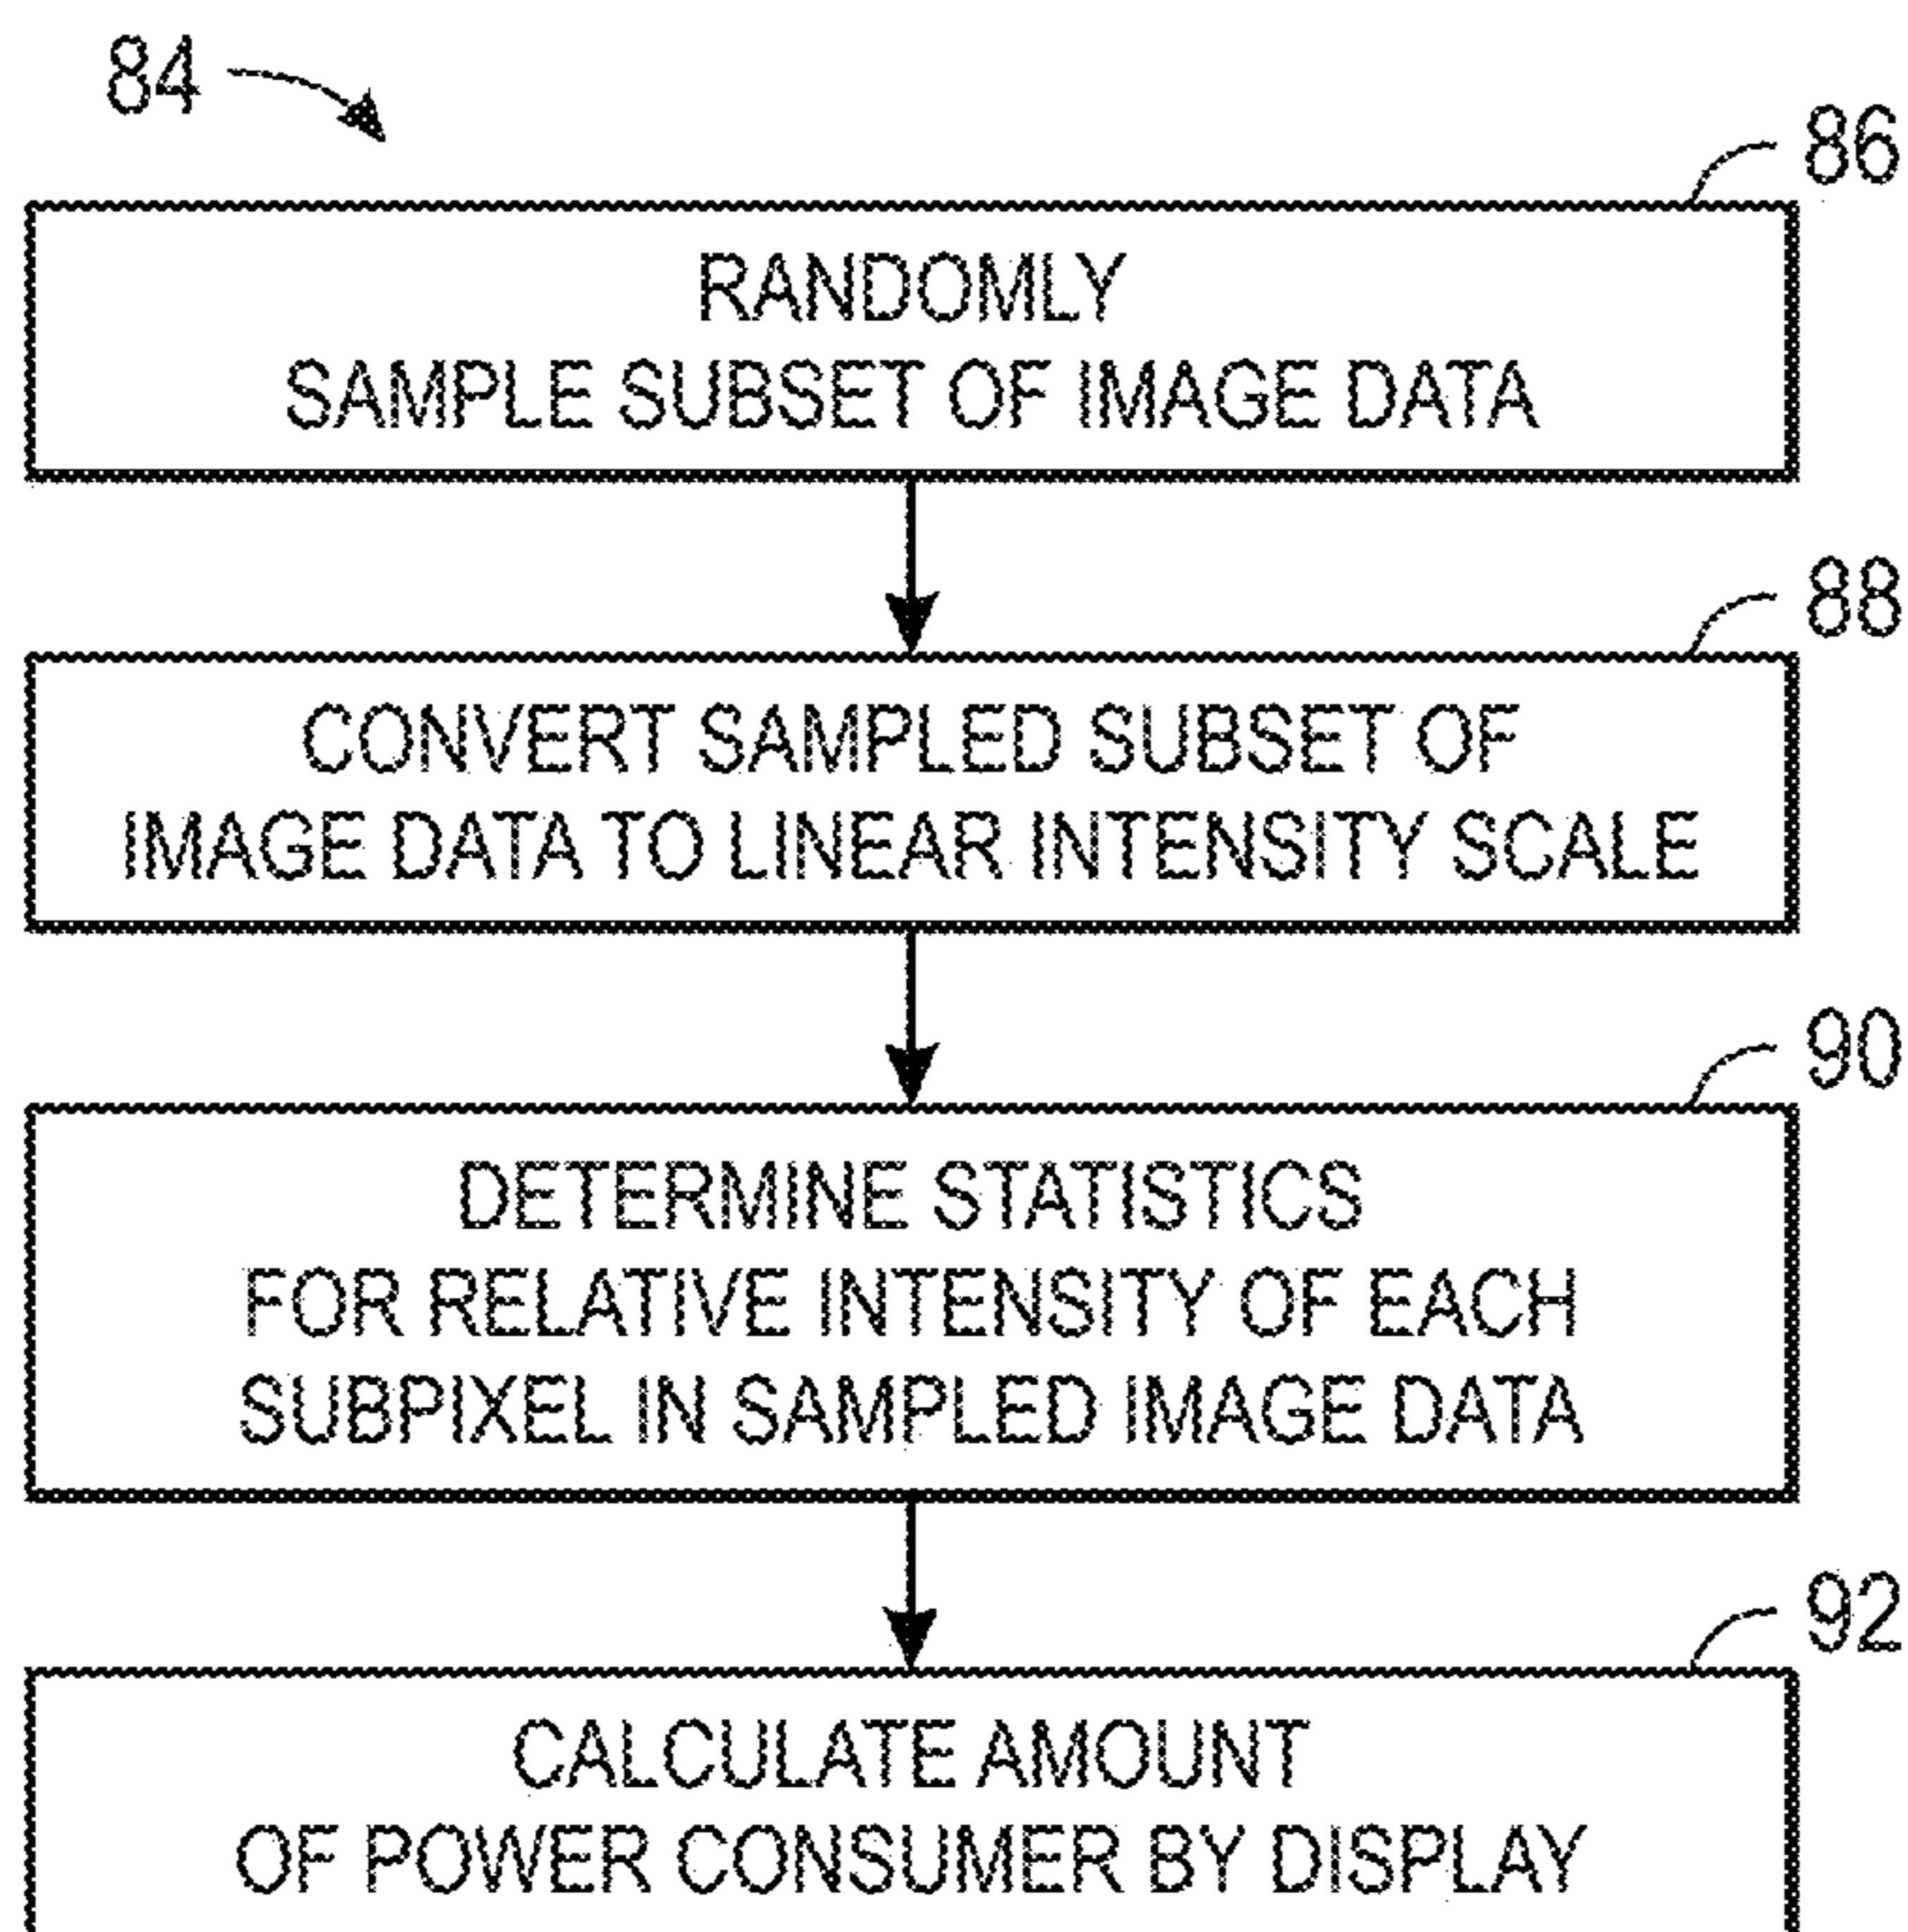 84
86
RANDOMLY
SAMPLE SUBSET OF IMAGE DATA
88
CONVERT SAMPLED SUBSET OF
IMAGE DATA TO LINEAR INTENSITY SCALE
90
DETERMINE STATISTICS
FOR RELATIVE INTENSITY OF EACH
SUBPIXEL IN SAMPLED IMAGE DATA
92
CALCULATE AMOUNT
OF POWER CONSUMER BY DISPLAY